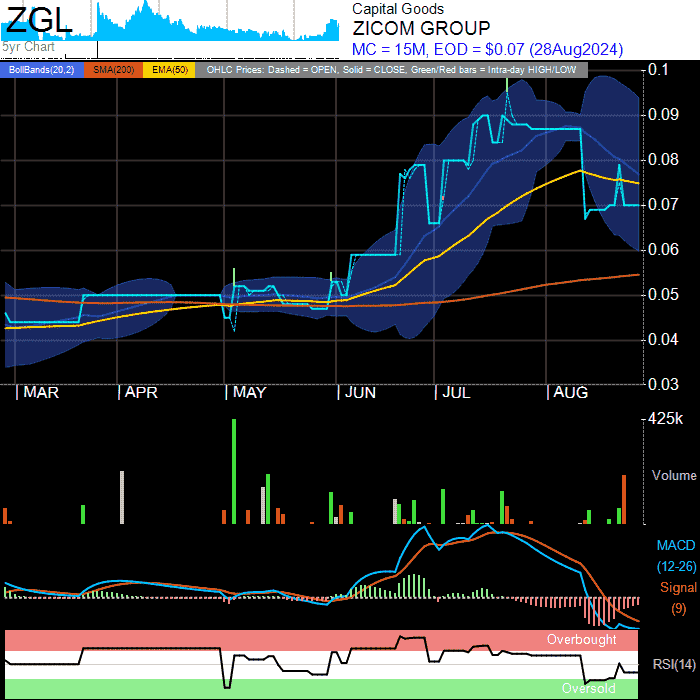 ZGL
5yr Chart
Capital Goods
ZICOM GROUP
MC = 15M, EOD = $0.07 (28Aug2024)
BollBands(20,2) SMA(200) EMA(50) OHLC Prices: Dashed = OPEN, Solid = CLOSE, Green/Red bars = Intra-day HIGH/LOW
0.1
0.09
0.08
0.07
0.06
0.05
0.04
0.03
MAR APR MAY JUN JUL AUG
425k
Volume
MACD
(12-26)
Signal
(9)
Overbought
RSI(14)
Oversold